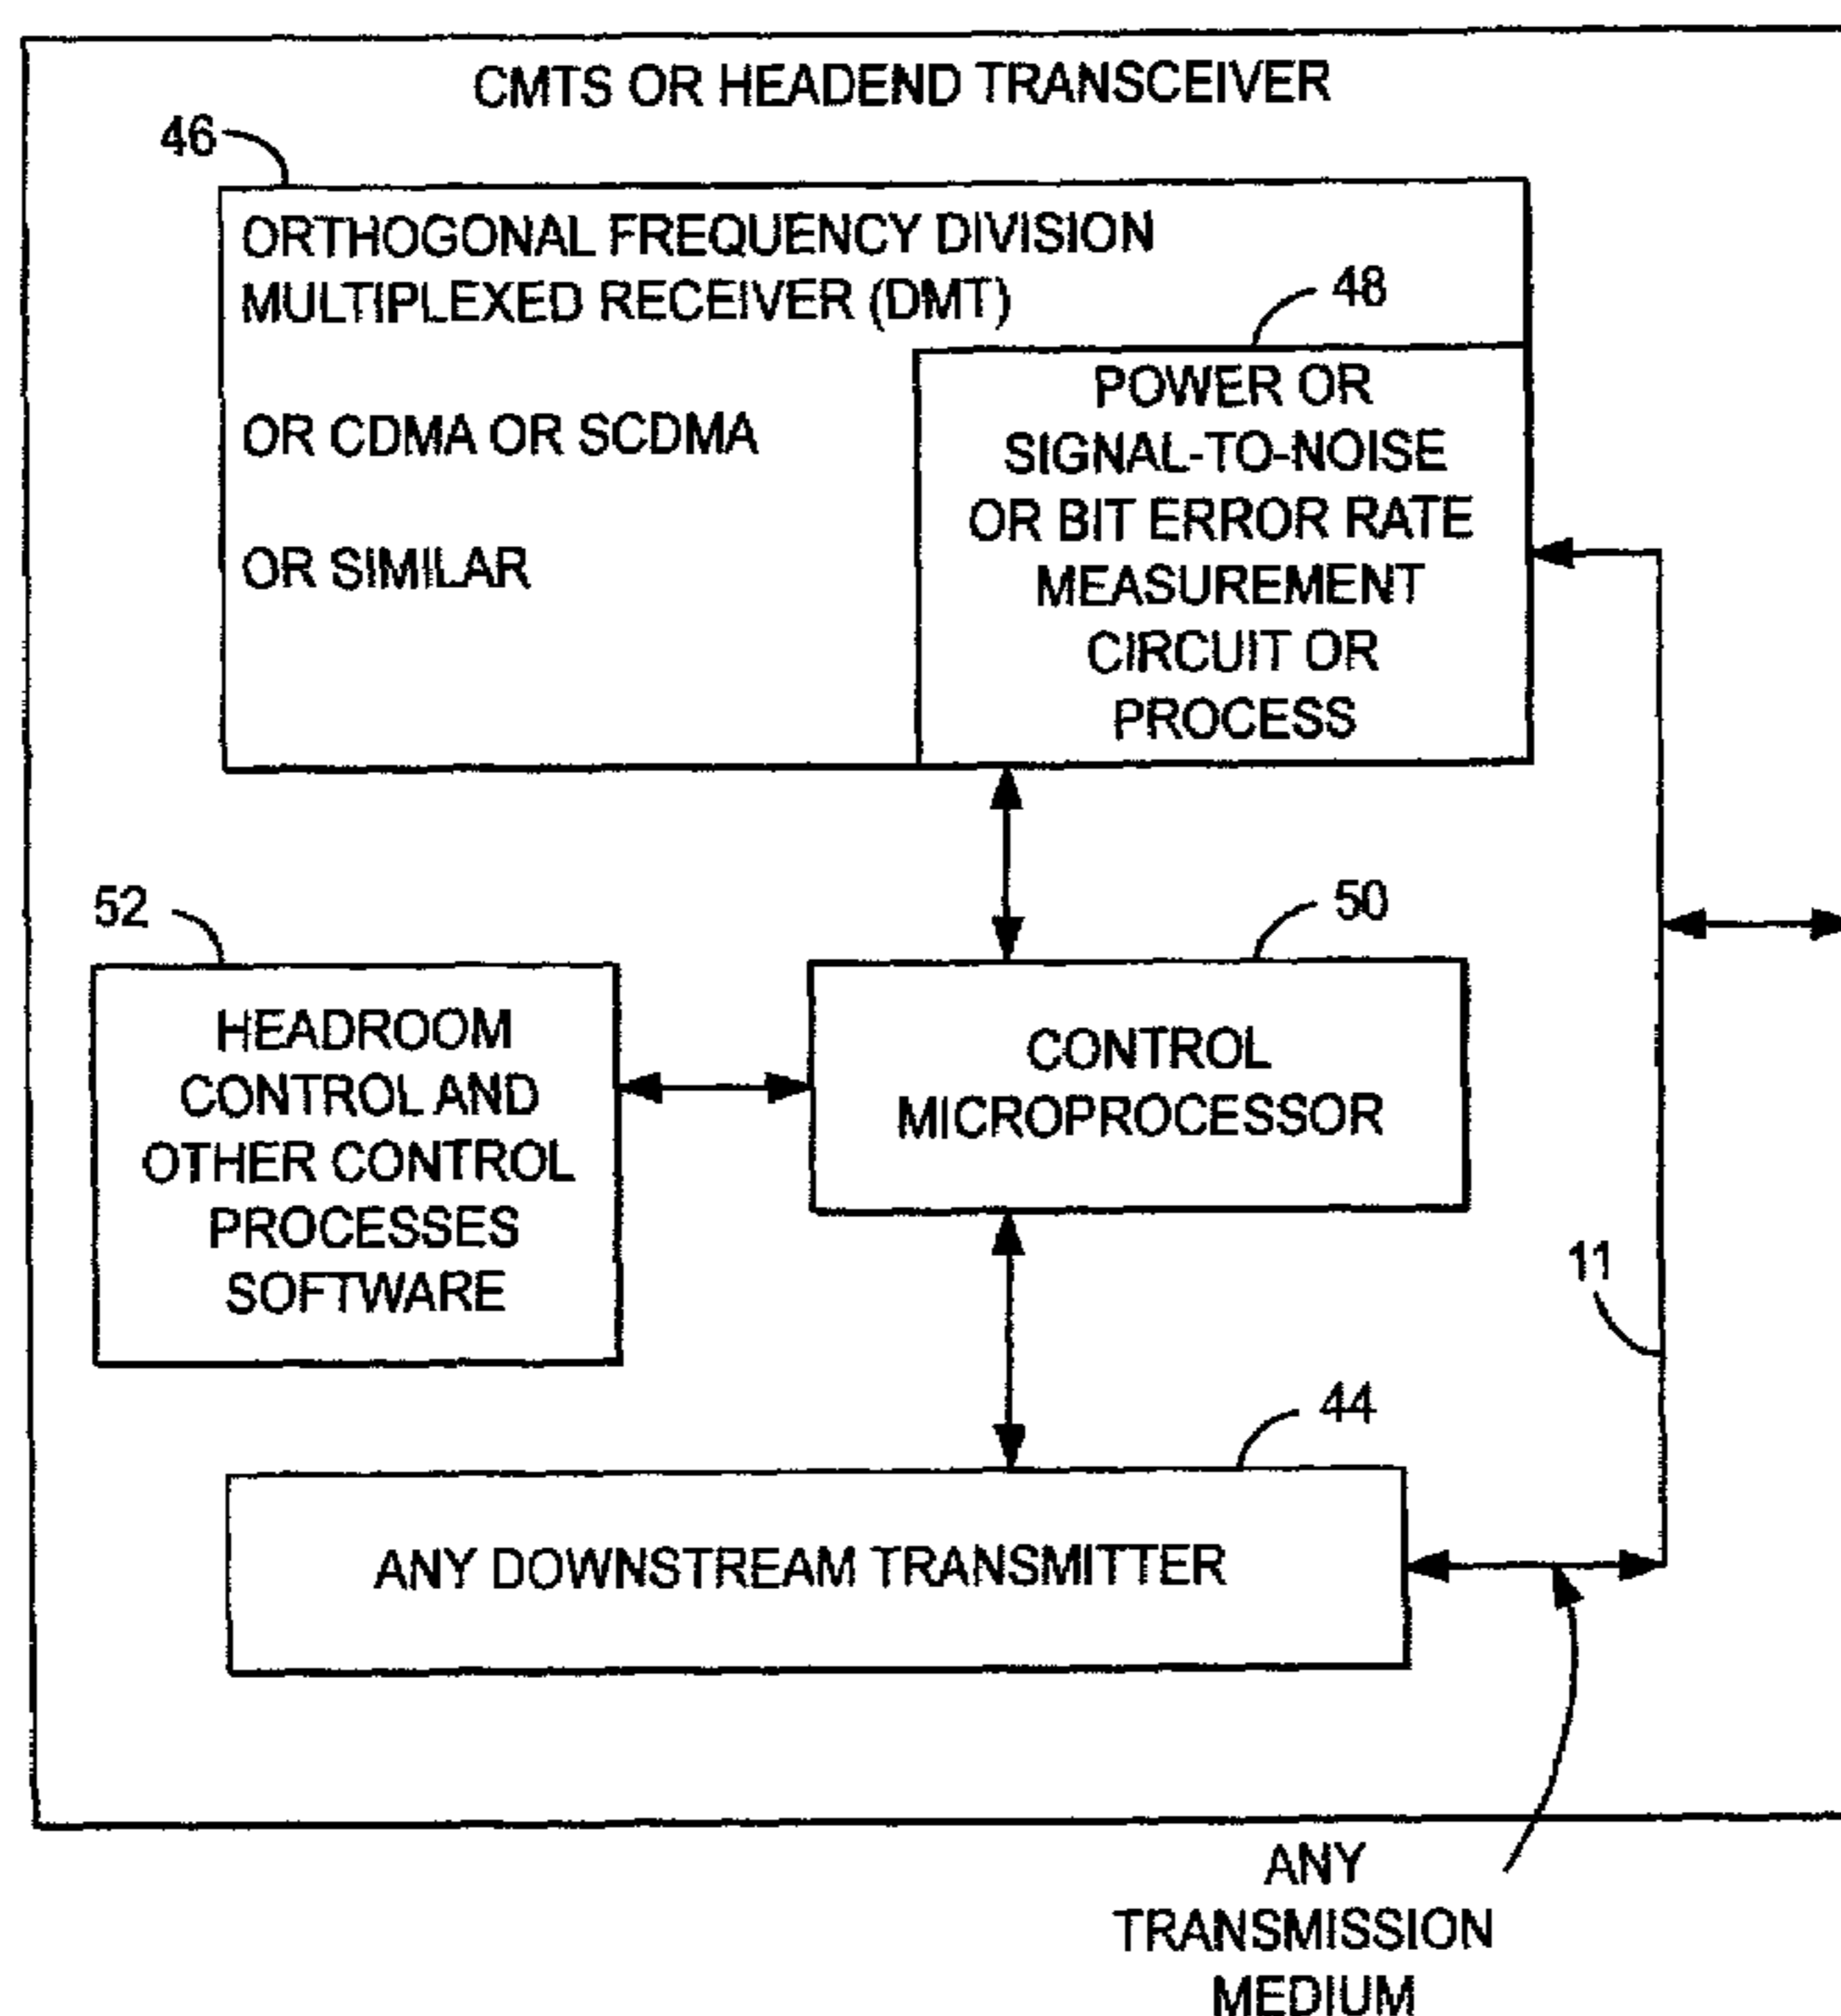 CMTS OR HEADEND TRANSCEIVER
46
ORTHOGONAL FREQUENCY DIVISION
MULTIPLEXED RECEIVER (DMT)
48
OR CDMA OR SCDMA
OR SIMILAR
POWER OR
SIGNAL-TO-NOISE
OR BIT ERROR RATE
MEASUREMENT
CIRCUIT OR
PROCESS
52
50
HEADROOM
CONTROL AND
OTHER CONTROL
PROCESSES
SOFTWARE
CONTROL
MICROPROCESSOR
11
44
ANY DOWNSTREAM TRANSMITTER
ANY
TRANSMISSION
MEDIUM